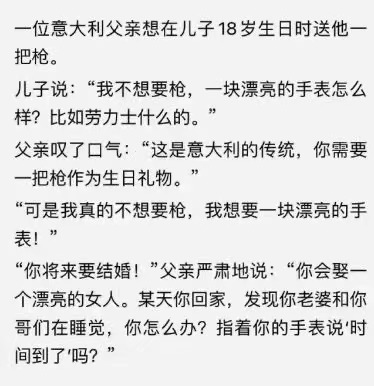 一位意大利父亲想在儿子18岁生日时送他一
把枪。
儿子说：“我不想要枪，一块漂亮的手表怎么
样？比如劳力士什么的。”
父亲叹了口气：“这是意大利的传统，你需要
一把枪作为生日礼物。”
“可是我真的不想要枪，我想要一块漂亮的手
表！”
“你将来要结婚！”父亲严肃地说：“你会娶一
个漂亮的女人。某天你回家，发现你老婆和你
哥们在睡觉，你怎么办？指着你的手表说‘时
间到了’吗？”